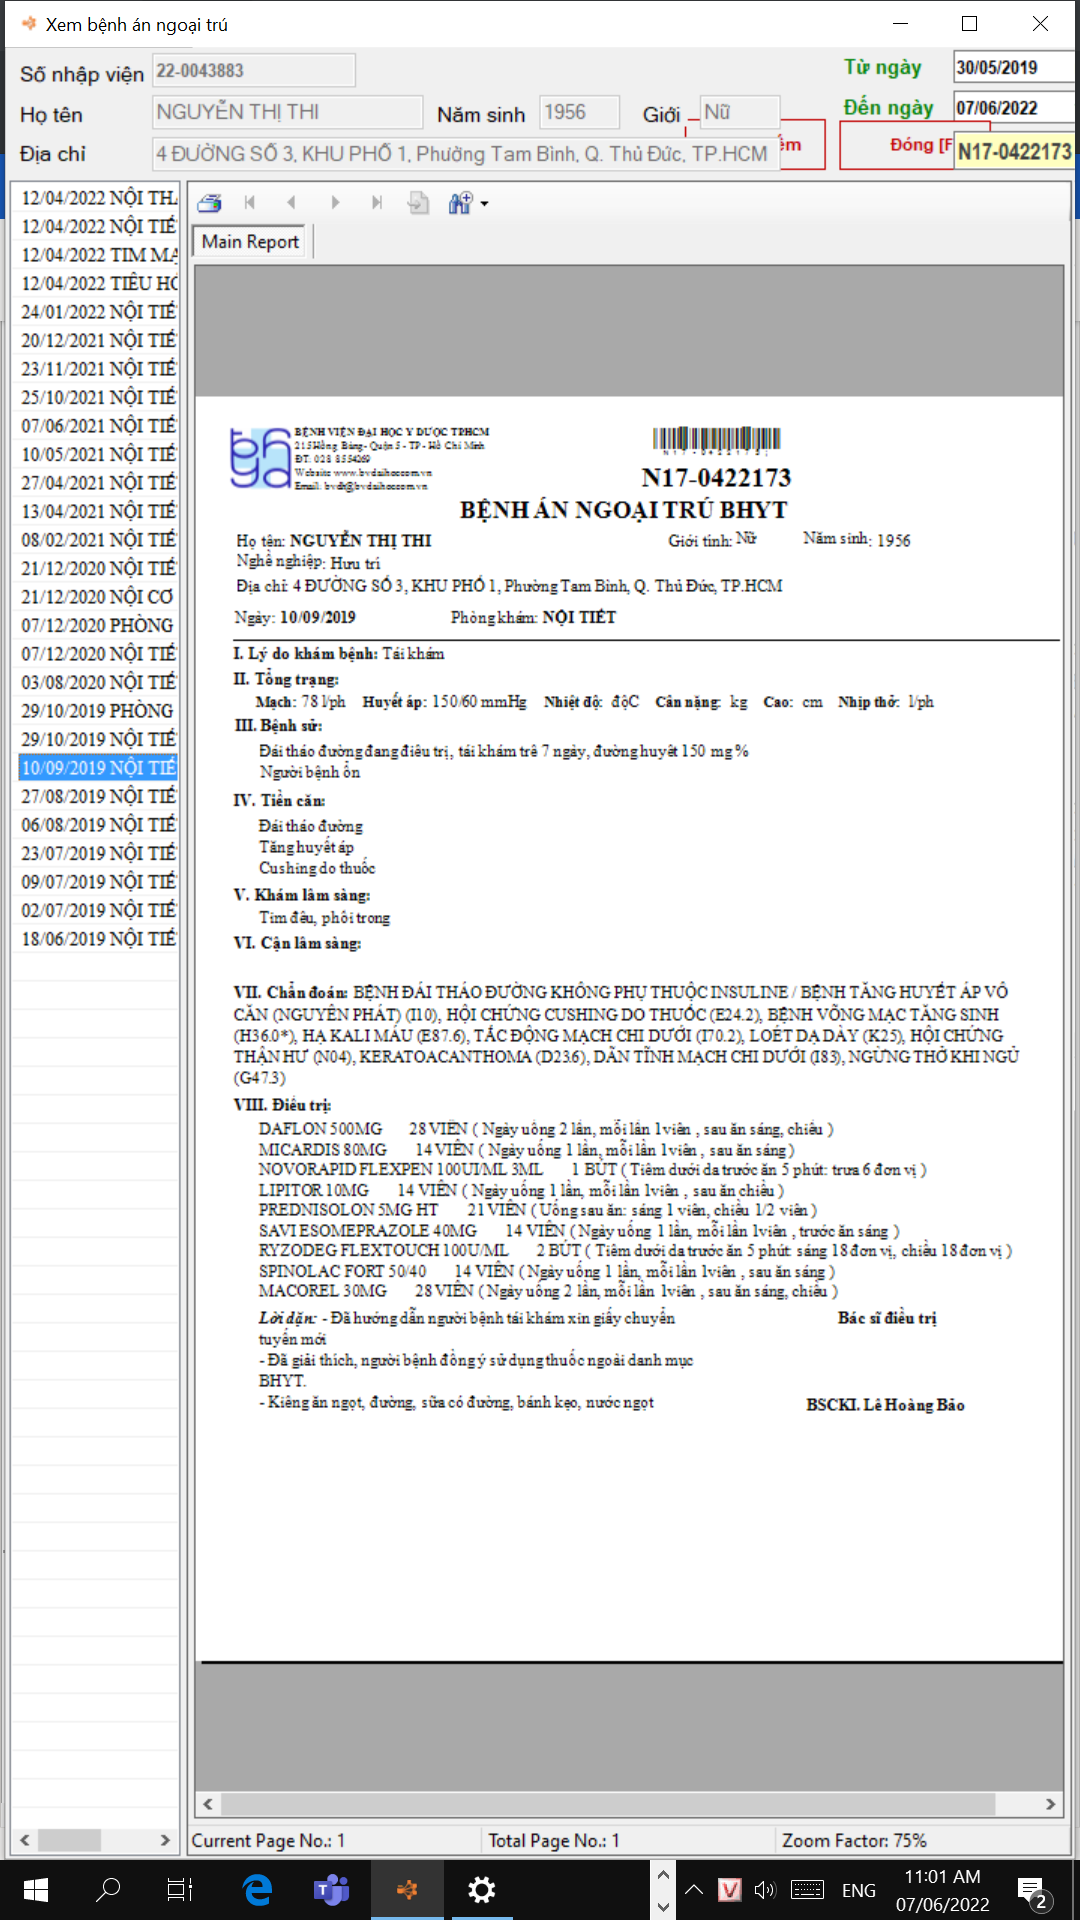 Xem bệnh án ngoại trú
Số nhập viện 22-0043883
Từ ngày 30/05/2019
Họ tên NGUYỄN THỊ THI Năm sinh 1956 Giới Nữ
Đến ngày 07/06/2022
Địa chỉ 4 ĐƯỜNG SỐ 3, KHU PHỐ 1, Phường Tam Bình, Q. Thủ Đức, TP.HCM
Đóng [F
N17-0422173
12/04/2022 NỘI
12/04/2022 NỘI TIẾ
12/04/2022 TIM MẠ
12/04/2022 TIÊU HÓ
24/01/2022 NỘI TIẾ
20/12/2021 NỘI TIẾ
23/11/2021 NỘI TIẾ
25/10/2021 NỘI TIẾ
07/06/2021 NỘI TIẾ
10/05/2021 NỘI TIẾ
27/04/2021 NỘI TIẾ
13/04/2021 NỘI TIẾ
08/02/2021 NỘI TIẾ
21/12/2020 NỘI TIẾ
21/12/2020 NỘI CƠ
07/12/2020 PHÒNG
07/12/2020 NỘI TIẾ
03/08/2020 NỘI TIẾ
29/10/2019 PHÒNG
29/10/2019 NỘI TIẾ
10/09/2019 NỘI TIẾ
27/08/2019 NỘI TIẾ
06/08/2019 NỘI TIẾ
23/07/2019 NỘI TIẾ
09/07/2019 NỘI TIẾ
02/07/2019 NỘI TIẾ
18/06/2019 NỘI TIẾ
Main Report
BỆNH VIỆN ĐẠI HỌC Y DƯỢC TPHCM
215 Hồng Bàng - Quận 5 - TP - Hồ Chí Minh
ĐT: 028 8554269
Website www.bvdaihoccom.vn
Email: bvdh@bvdaihoccom.vn
N17-0422173
BỆNH ÁN NGOẠI TRÚ BHYT
Họ tên: NGUYỄN THỊ THI Giới tính: Nữ Năm sinh: 1956
Nghề nghiệp: Hưu trí
Địa chỉ: 4 ĐƯỜNG SỐ 3, KHU PHỐ 1, Phường Tam Bình, Q. Thủ Đức, TP.HCM
Ngày: 10/09/2019 Phòng khám: NỘI TIẾT
I. Lý do khám bệnh: Tái khám
II. Tổng trạng:
Mạch: 78 l/ph Huyết áp: 150/60 mmHg Nhiệt độ: độC Cân nặng: kg Cao: cm Nhịp thở: l/ph
III. Bệnh sử:
Đái tháo đường đang điều trị, tái khám trê 7 ngày, đường huyêt 150 mg%
Người bệnh ổn
IV. Tiền căn:
Đái tháo đường
Tăng huyết áp
Cushing do thuốc
V. Khám lâm sàng:
Tim đều, phổi trong
VI. Cận lâm sàng:
VII. Chẩn đoán: BỆNH ĐÁI THÁO ĐƯỜNG KHÔNG PHỤ THUỘC INSULINE / BỆNH TĂNG HUYẾT ÁP VÔ
CĂN (NGUYÊN PHÁT) (I10), HỘI CHỨNG CUSHING DO THUỐC (E24.2), BỆNH VÕNG MẠC TĂNG SINH
(H36.0*), HẠ KALI MÁU (E87.6), TẮC ĐỘNG MẠCH CHI DƯỚI (I70.2), LOÉT DẠ DÀY (K25), HỘI CHỨNG
THẬN HƯ (N04), KERATOACANTHOMA (D23.6), DÃN TĨNH MẠCH CHI DƯỚI (I83), NGỪNG THỞ KHI NGỦ
(G47.3)
VIII. Điều trị:
DAFLON 500MG 28 VIÊN ( Ngày uống 2 lần, mỗi lần 1viên , sau ăn sáng, chiều )
MICARDIS 80MG 14 VIÊN ( Ngày uống 1 lần, mỗi lần 1viên , sau ăn sáng )
NOVORAPID FLEXPEN 100UI/ML 3ML 1 BÚT ( Tiêm dưới da trước ăn 5 phút: trưa 6 đơn vị )
LIPITOR 10MG 14 VIÊN ( Ngày uống 1 lần, mỗi lần 1viên , sau ăn chiều )
PREDNISOLON 5MG HT 21 VIÊN ( Uống sau ăn: sáng 1 viên, chiều 1/2 viên )
SAVI ESOMEPRAZOLE 40MG 14 VIÊN ( Ngày uống 1 lần, mỗi lần 1viên , trước ăn sáng )
RYZODEG FLEXTOUCH 100U/ML 2 BÚT ( Tiêm dưới da trước ăn 5 phút: sáng 18 đơn vị, chiều 18 đơn vị )
SPINOLAC FORT 50/40 14 VIÊN ( Ngày uống 1 lần, mỗi lần 1viên , sau ăn sáng )
MACOREL 30MG 28 VIÊN ( Ngày uống 2 lần, mỗi lần 1viên , sau ăn sáng, chiều )
Lời dặn: - Đã hướng dẫn người bệnh tái khám xin giấy chuyển
tuyến mới
- Đã giải thích, người bệnh đồng ý sử dụng thuốc ngoài danh mục
BHYT.
- Kiêng ăn ngọt, đường, sữa có đường, bánh kẹo, nước ngọt
Bác sĩ điều trị
BSCKI. Lê Hoàng Bảo
Current Page No.: 1 Total Page No.: 1 Zoom Factor: 75%
ENG 11:01 AM
07/06/2022
2